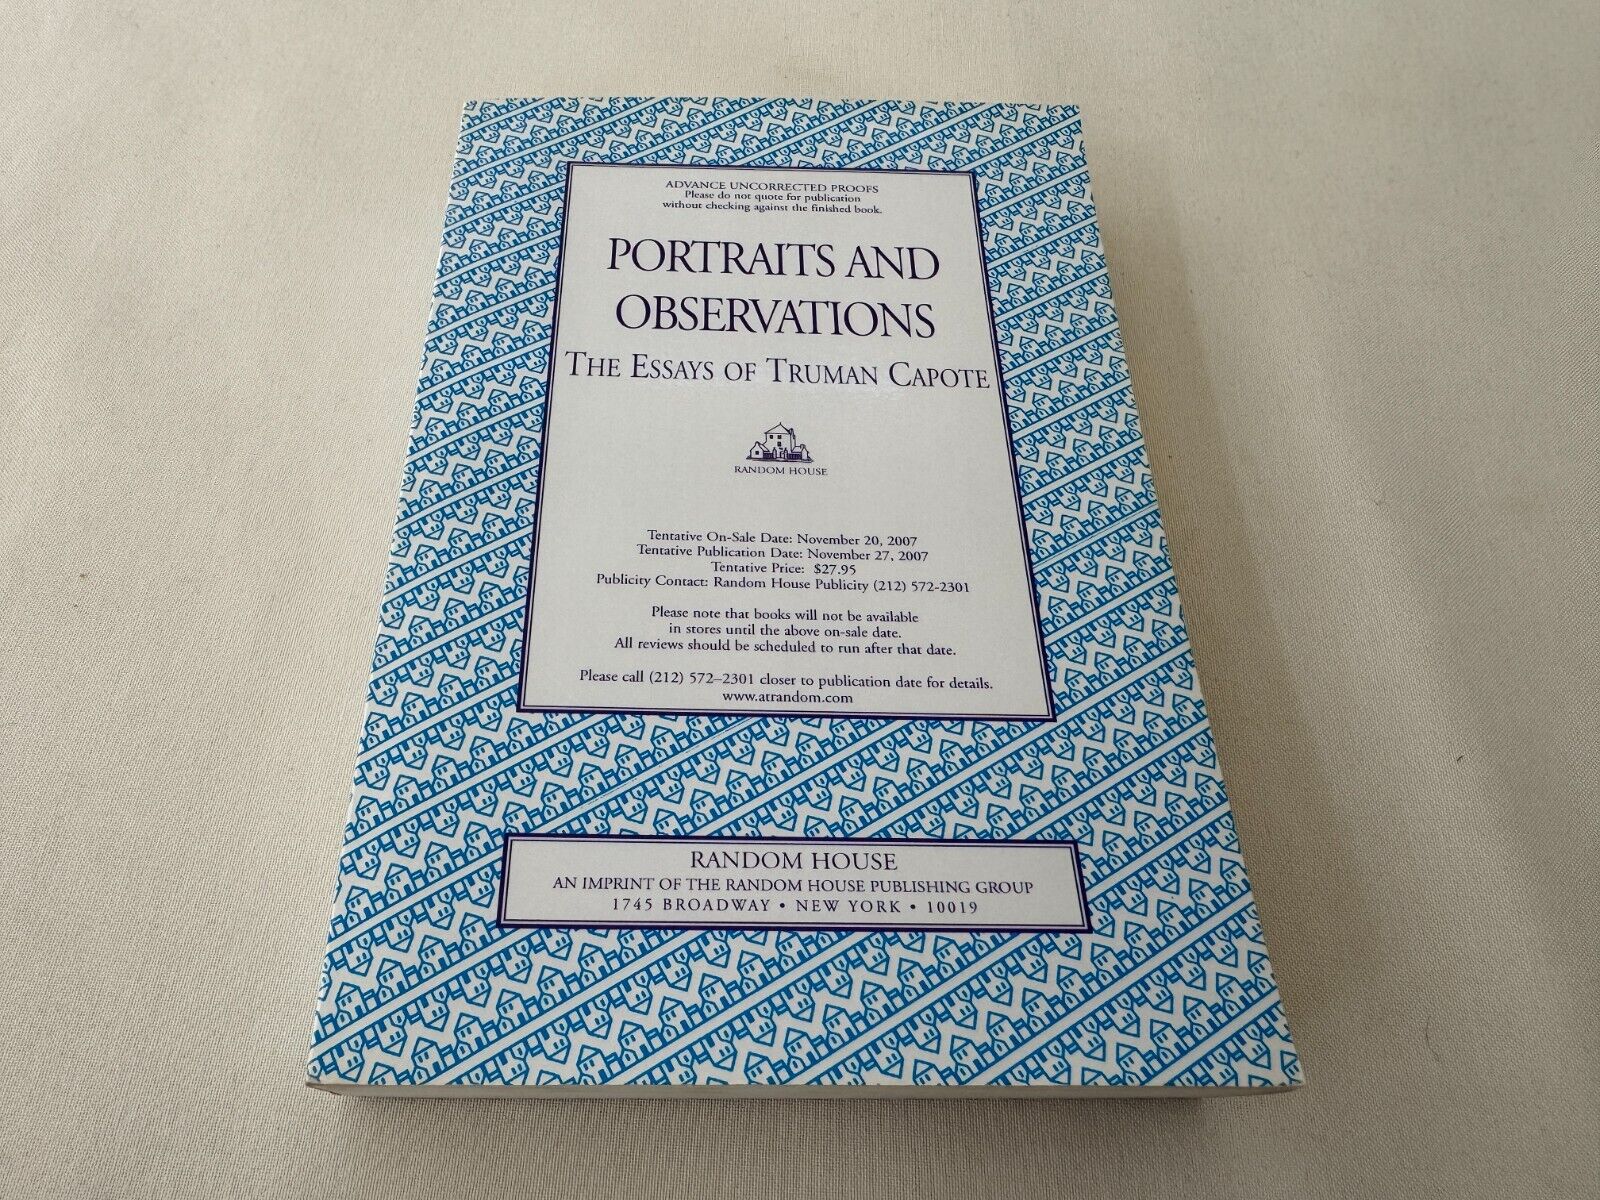 ADVANCE UNCORRECTED PROOFS
Please do not quote for publication
without checking against the finished book.
PORTRAITS AND
OBSERVATIONS
THE ESSAYS OF TRUMAN CAPOTE
RANDOM HOUSE
Tentative On-Sale Date: November 20, 2007
Tentative Publication Date: November 27, 2007
Tentative Price: $27.95
Publicity Contact: Random House Publicity (212) 572-2301
Please note that books will not be available
in stores until the above on-sale date.
All reviews should be scheduled to run after that date.
Please call (212) 572–2301 closer to publication date for details.
www.atrandom.com
RANDOM HOUSE
AN IMPRINT OF THE RANDOM HOUSE PUBLISHING GROUP
1745 BROADWAY • NEW YORK • 10019